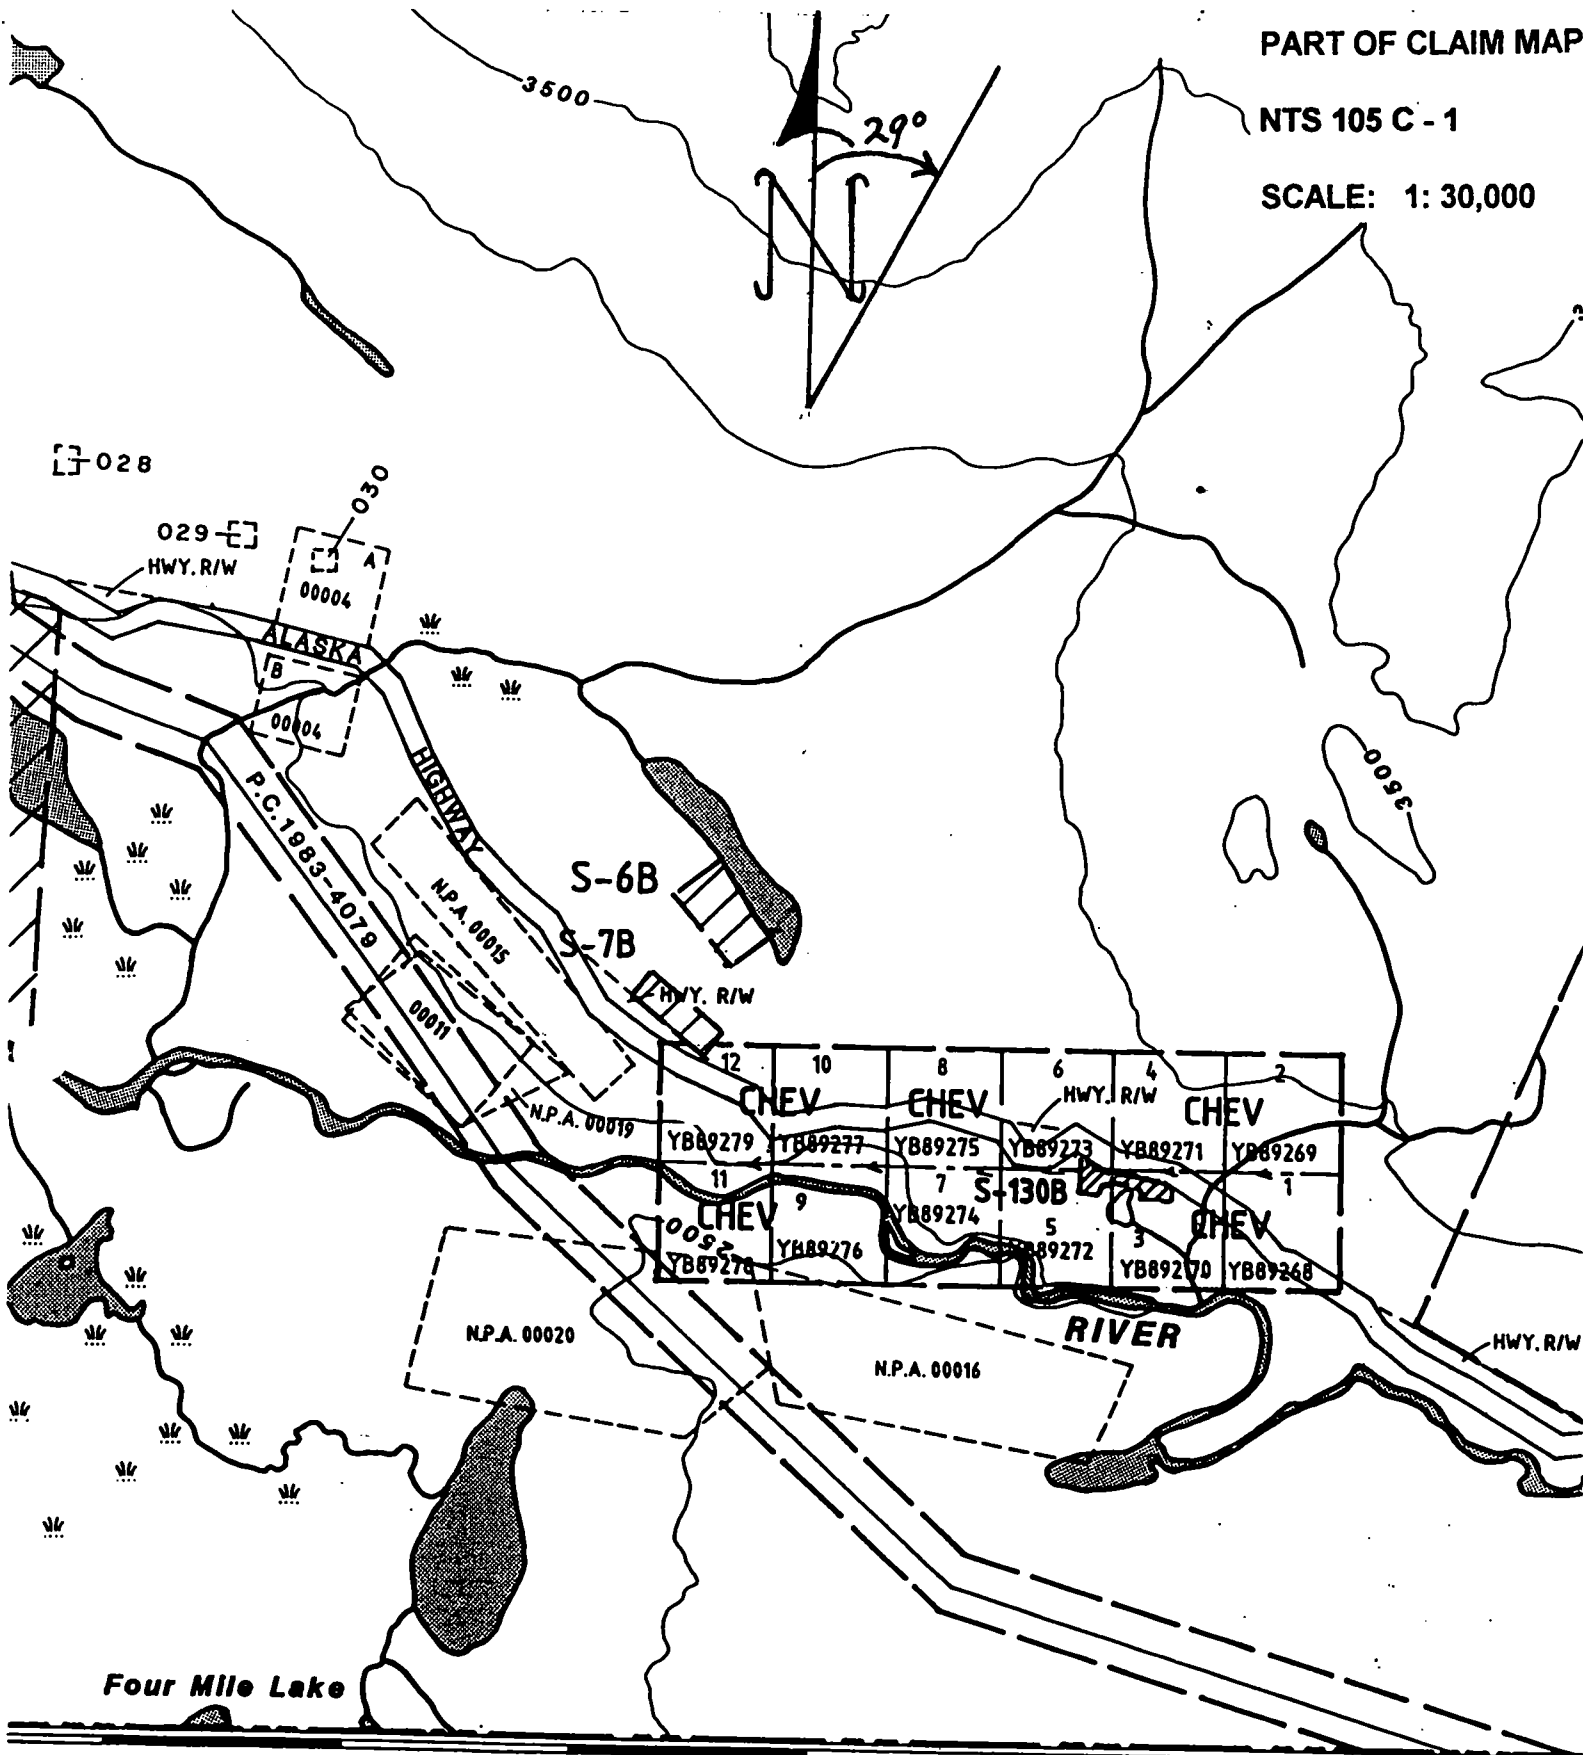 PART OF CLAIM MAP
NTS 105 C - 1
SCALE: 1: 30,000
3500
29°
N
028
029
030
A
00004
HWY. R/W
ALASKA
B
00004
HIGHWAY
P.C. 1983-4079
N.P.A. 00015
S-6B
S-7B
3500
HWY. R/W
00011
N.P.A. 00019
12 10 8 6 4 2
CHEV CHEV HWY. R/W CHEV
YB89279 YB89277 YB89275 YB89273 YB89271 YB89269
11 9 7 S-130B 5 3 1
CHEV CHEV
2500
YB89278 YB89276 YB89274 YB89272 YB89270 YB89268
N.P.A. 00020
N.P.A. 00016
RIVER
HWY. R/W
Four Mile Lake